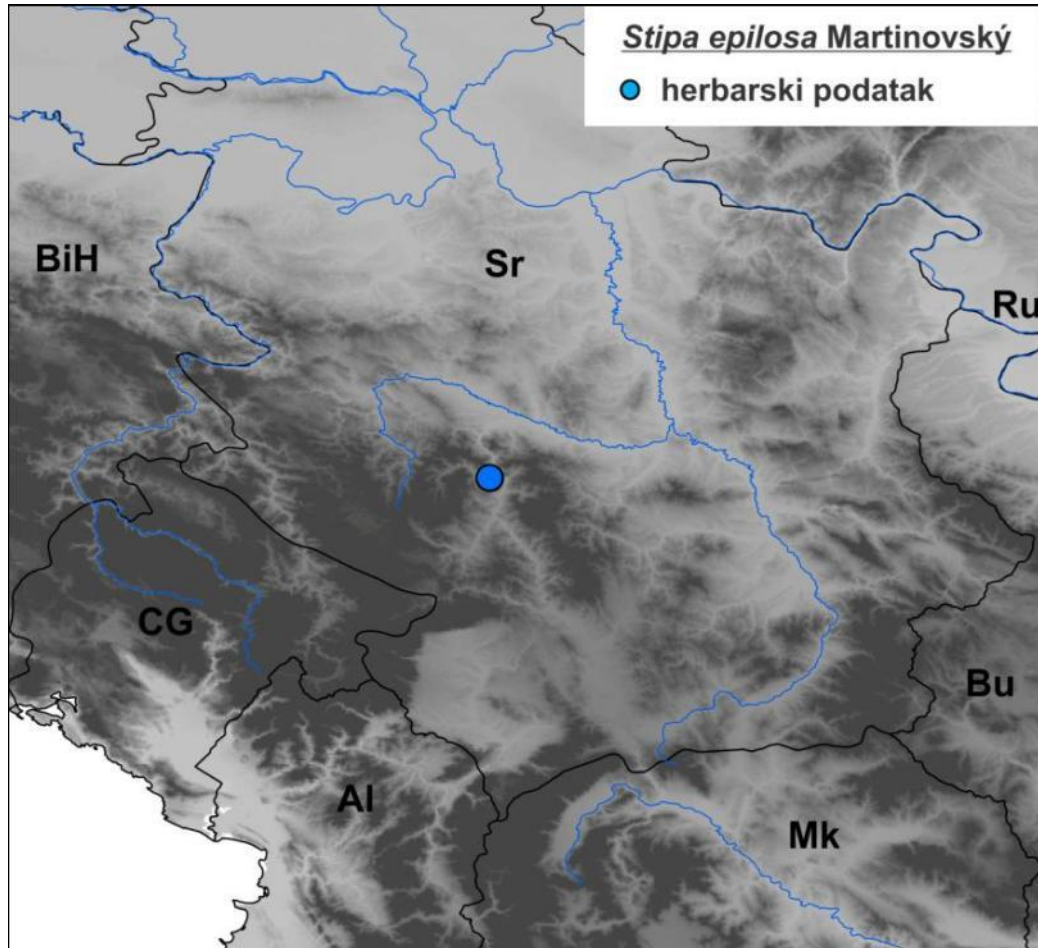 Stipa epilosa Martinovský
herbarski podatak
BiH
Sr
Ru
CG
Bu
Al
Mk